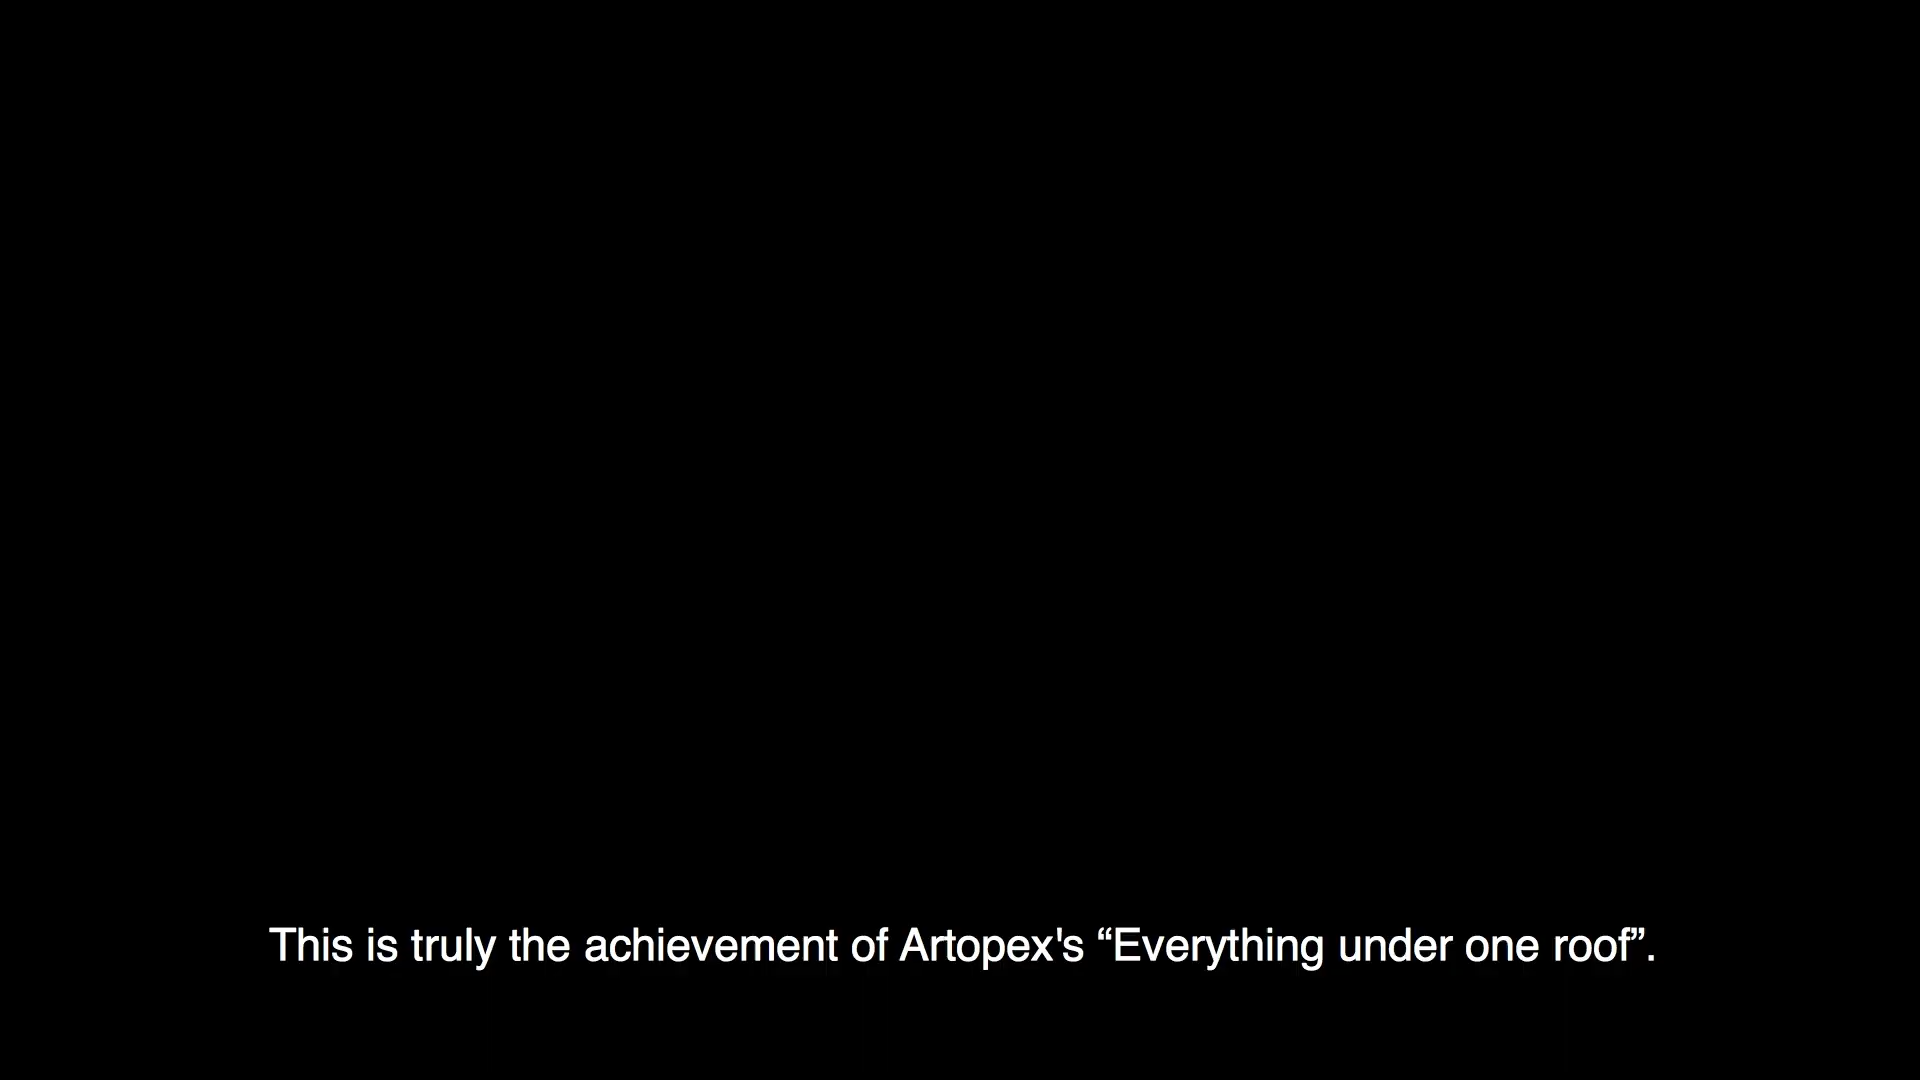 This is truly the achievement of Artopex's “Everything under one roof”.